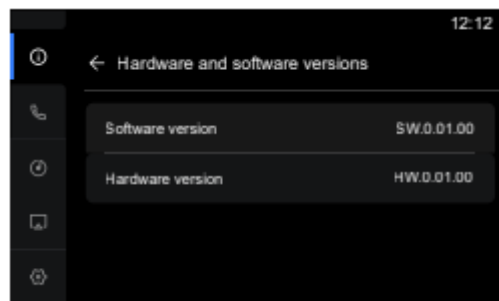 12:12
← Hardware and software versions
Software version SW.0.01.00
Hardware version HW.0.01.00